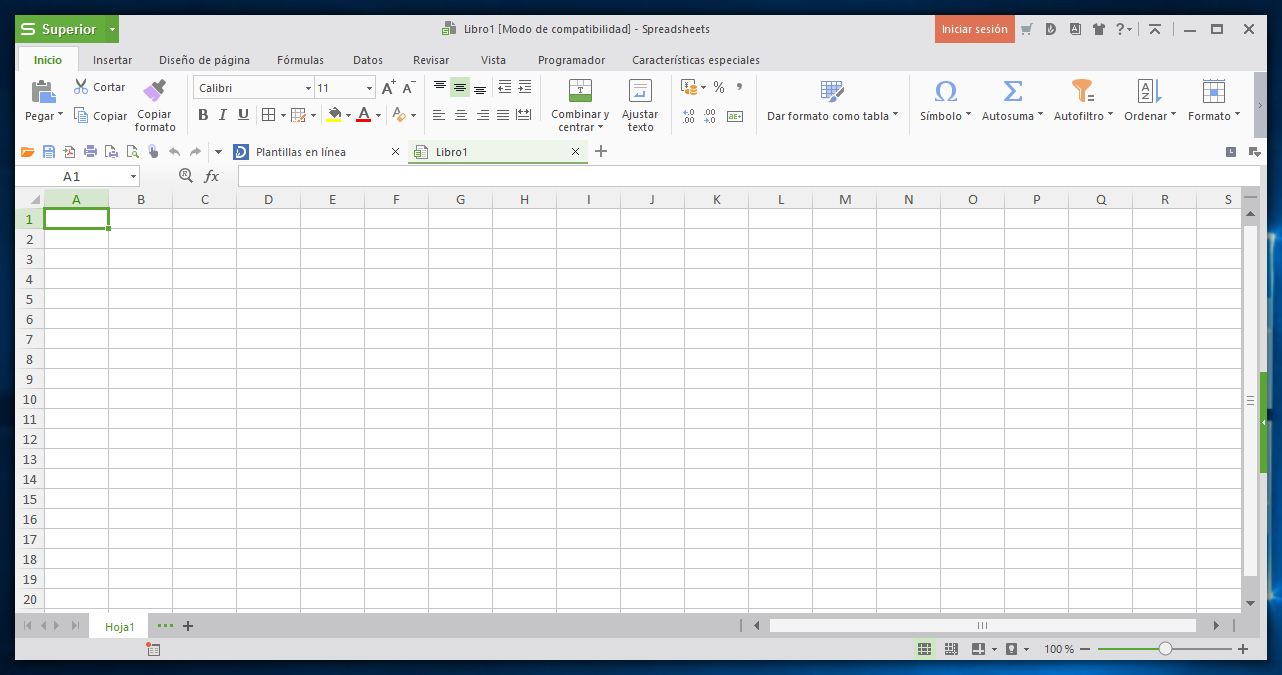 Superior
Libro1 [Modo de compatibilidad] - Spreadsheets
Iniciar sesión
Inicio Insertar Diseño de página Fórmulas Datos Revisar Vista Programador Características especiales
Pegar Cortar Copiar Copiar formato
Calibri 11
B I U A
Combinar y centrar
Ajustar texto
Dar formato como tabla
Símbolo Autosuma Autofiltro Ordenar Formato
Plantillas en línea
Libro1
A1 fx
A B C D E F G H I J K L M N O P Q R S
1
2
3
4
5
6
7
8
9
10
11
12
13
14
15
16
17
18
19
20
Hoja1
100 %